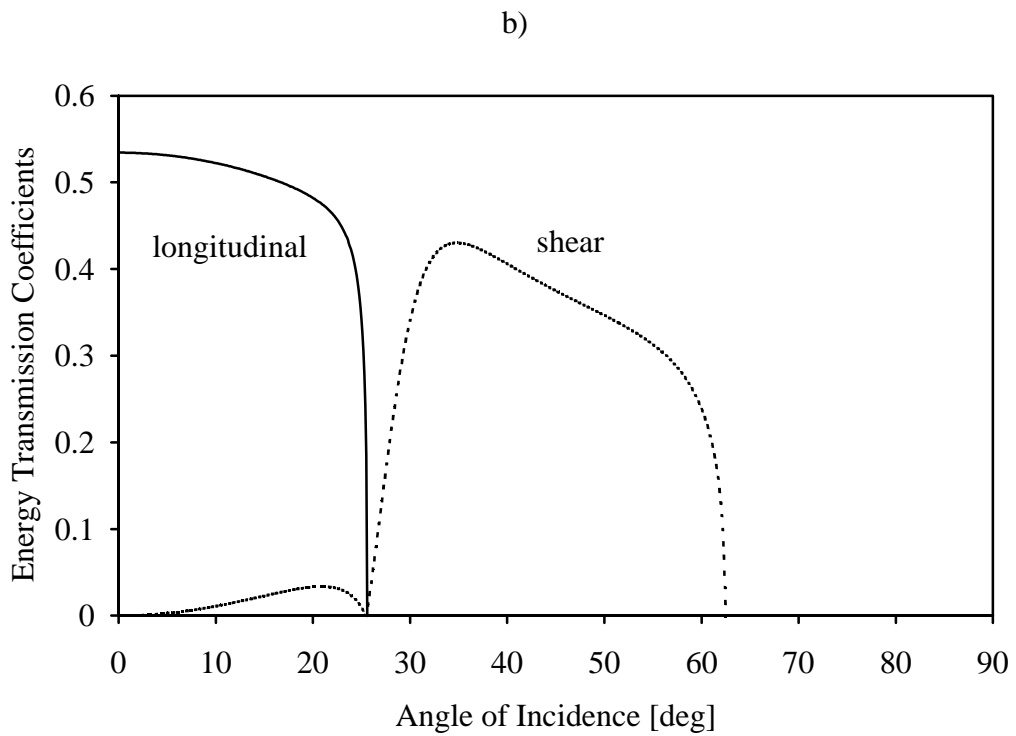 b)
Energy Transmission Coefficients
0.6
0.5
0.4
0.3
0.2
0.1
0
longitudinal
shear
0 10 20 30 40 50 60 70 80 90
Angle of Incidence [deg]